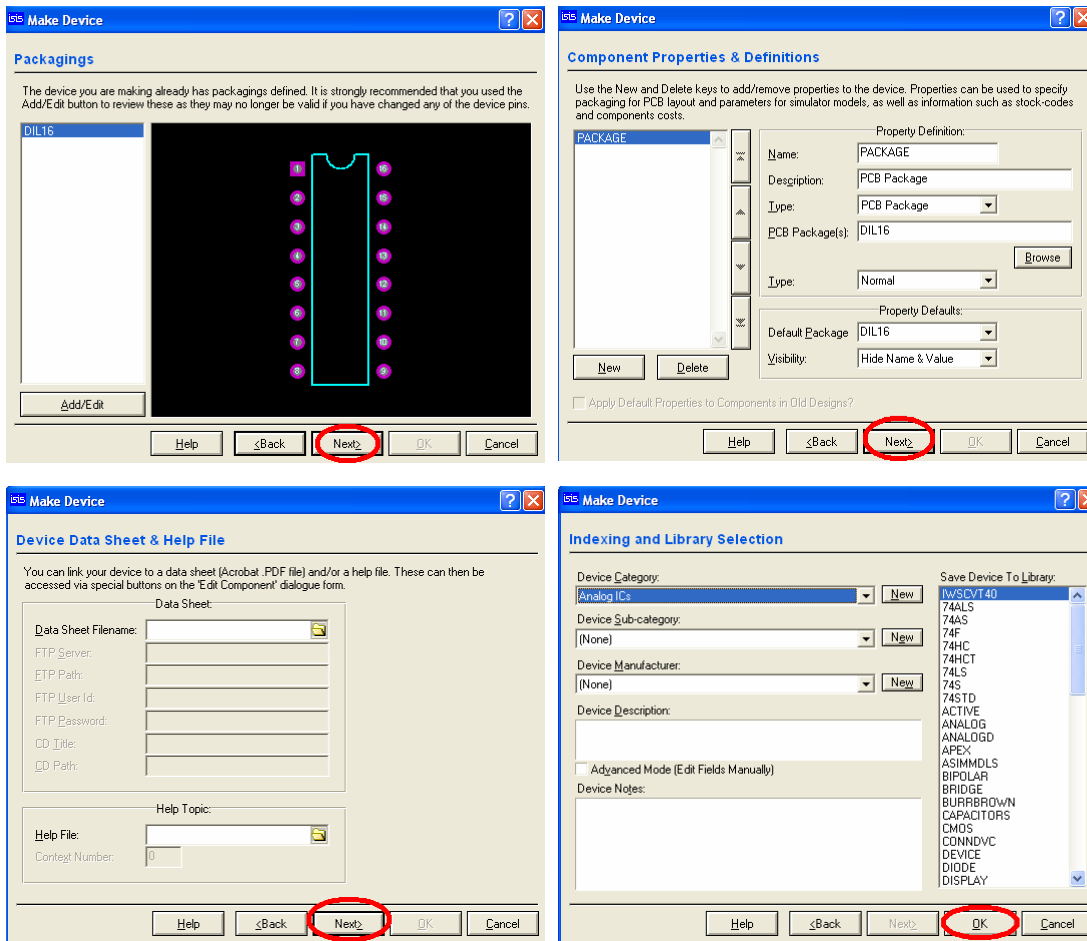 isis Make Device
Packagings
The device you are making already has packagings defined. It is strongly recommended that you used the
Add/Edit button to review these as they may no longer be valid if you have changed any of the device pins.
DIL16
1 16
2 15
3 14
4 13
5 12
6 11
7 10
8 9
Add/Edit
Help <Back Next> OK Cancel
isis Make Device
Component Properties & Definitions
Use the New and Delete keys to add/remove properties to the device. Properties can be used to specify
packaging for PCB layout and parameters for simulator models, as well as information such as stock-codes
and components costs.
PACKAGE
New Delete
Property Definition:
Name: PACKAGE
Description: PCB Package
Type: PCB Package
PCB Package(s): DIL16
Browse
Type: Normal
Property Defaults:
Default Package DIL16
Visibility: Hide Name & Value
Apply Default Properties to Components in Old Designs?
Help <Back Next> OK Cancel
isis Make Device
Device Data Sheet & Help File
You can link your device to a data sheet (Acrobat .PDF file) and/or a help file. These can then be
accessed via special buttons on the 'Edit Component' dialogue form.
Data Sheet:
Data Sheet Filename:
FTP Server:
FTP Path:
FTP User Id:
FTP Password:
CD Title:
CD Path:
Help Topic:
Help File:
Context Number: 0
Help <Back Next> OK Cancel
isis Make Device
Indexing and Library Selection
Device Category:
Analog ICs New
Device Sub-category:
(None) New
Device Manufacturer:
(None) New
Device Description:
Advanced Mode (Edit Fields Manually)
Device Notes:
Save Device To Library:
IWSCVT40
74ALS
74AS
74F
74HC
74HCT
74LS
74S
74STD
ACTIVE
ANALOG
ANALOGD
APEX
ASIMMDLS
BIPOLAR
BRIDGE
BURRBROWN
CAPACITORS
CMOS
CONNDVC
DEVICE
DIODE
DISPLAY
Help <Back Next> OK Cancel